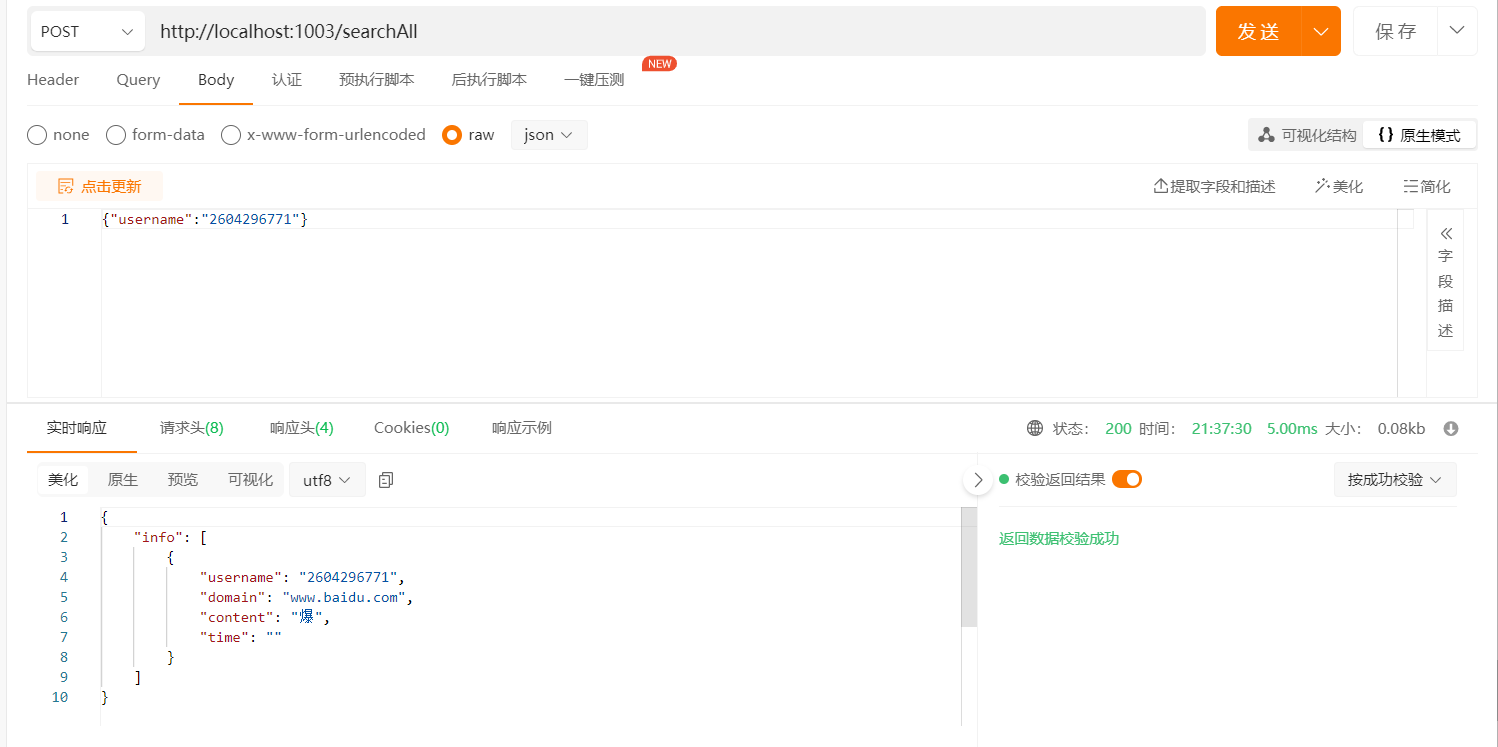 POST http://localhost:1003/searchAll 发送 保存
Header Query Body 认证 预执行脚本 后执行脚本 一键压测 NEW
none form-data x-www-form-urlencoded raw json 可视化结构 {} 原生模式
点击更新 提取字段和描述 美化 简化
1 {"username":"2604296771"}
字段描述
实时响应 请求头(8) 响应头(4) Cookies(0) 响应示例 状态: 200 时间: 21:37:30 5.00ms 大小: 0.08kb
美化 原生 预览 可视化 utf8 校验返回结果 按成功校验
返回数据校验成功
1 {
2 "info": [
3 {
4 "username": "2604296771",
5 "domain": "www.baidu.com",
6 "content": "爆",
7 "time": ""
8 }
9 ]
10 }